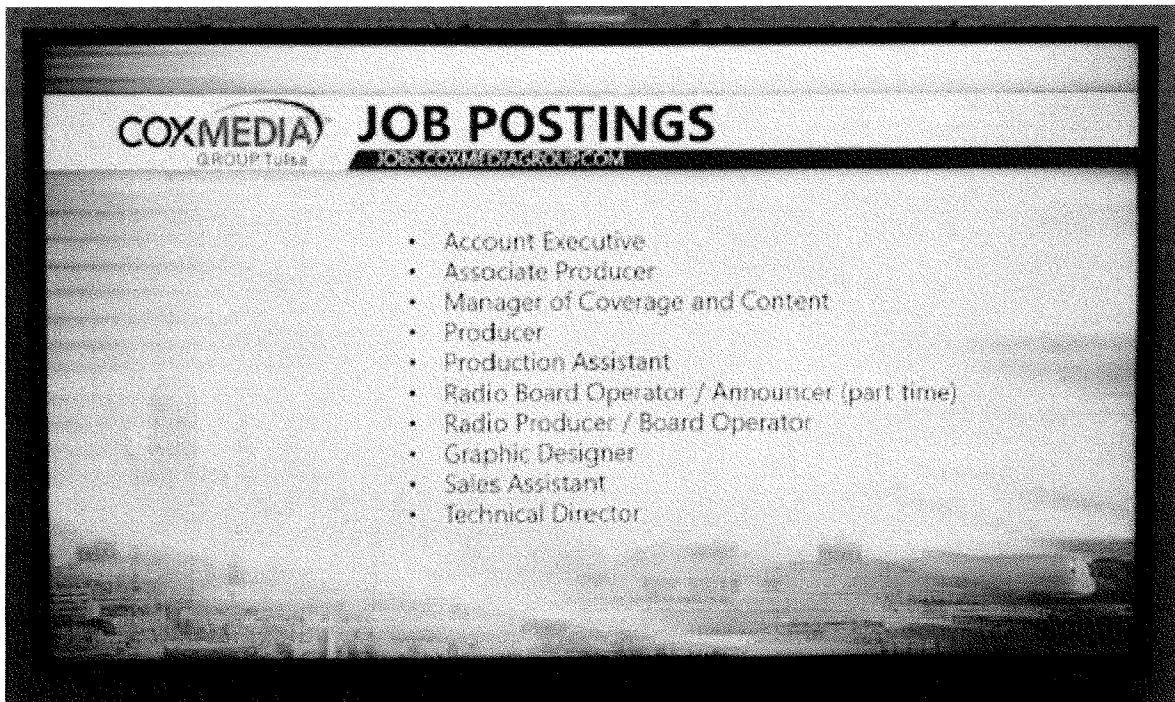 COXMEDIA
GROUP Tulsa
JOB POSTINGS
JOBS.COXMEDIAGROUP.COM
• Account Executive
• Associate Producer
• Manager of Coverage and Content
• Producer
• Production Assistant
• Radio Board Operator / Announcer (part time)
• Radio Producer / Board Operator
• Graphic Designer
• Sales Assistant
• Technical Director